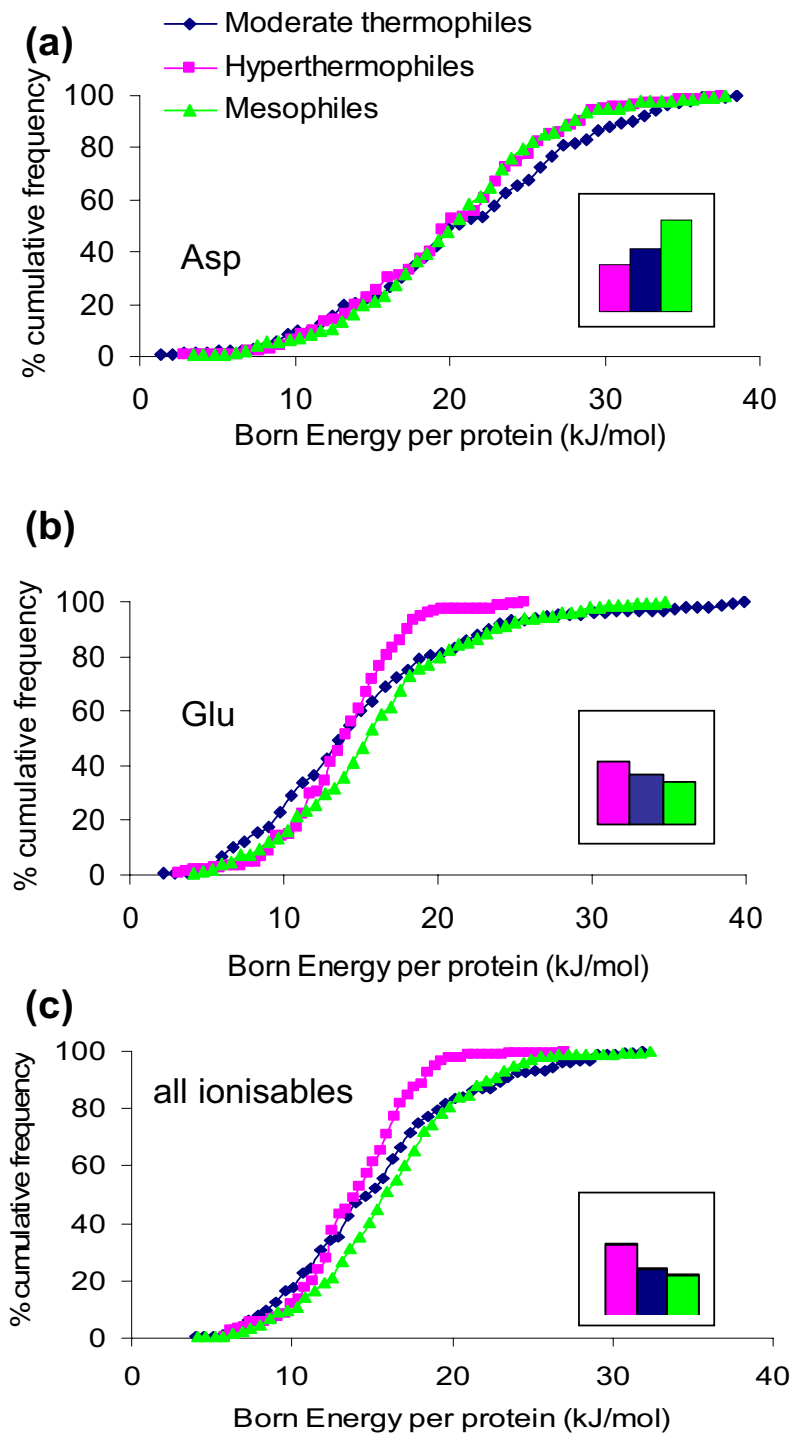 (a)
Moderate thermophiles
Hyperthermophiles
Mesophiles
% cumulative frequency
100
80
60
40
20
0
Asp
0 10 20 30 40
Born Energy per protein (kJ/mol)
(b)
% cumulative frequency
100
80
60
40
20
0
Glu
0 10 20 30 40
Born Energy per protein (kJ/mol)
(c)
% cumulative frequency
100
80
60
40
20
0
all ionisables
0 10 20 30 40
Born Energy per protein (kJ/mol)